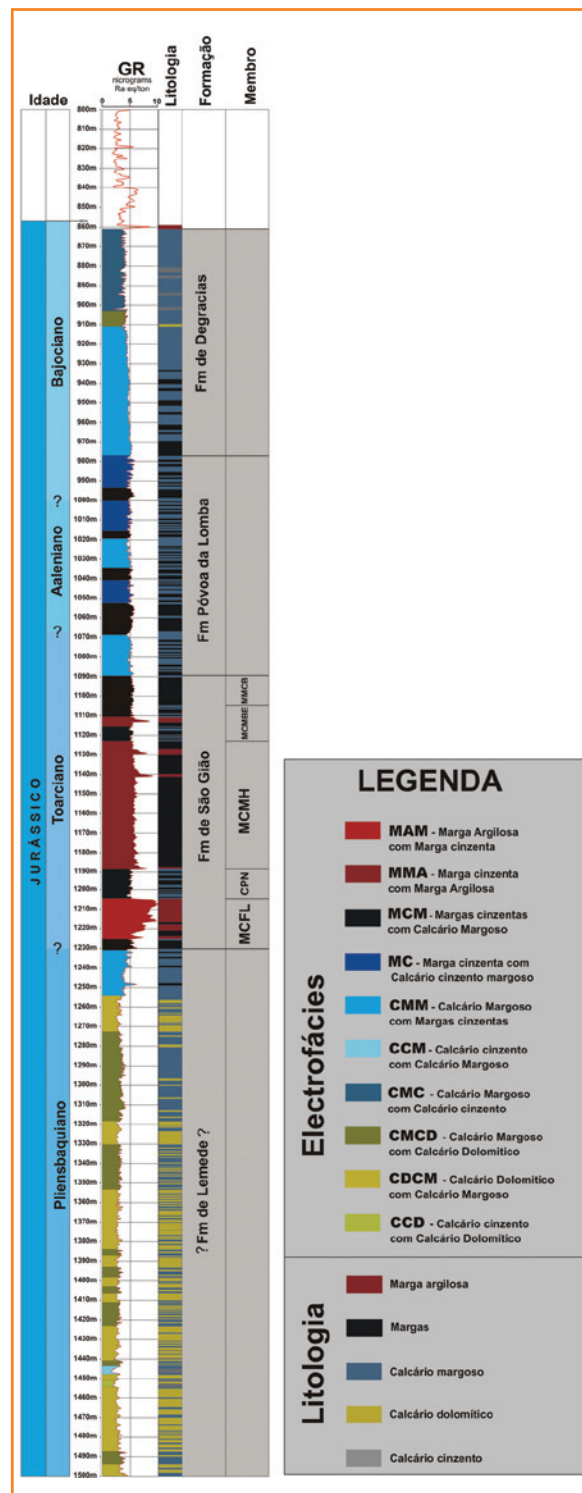 GR
nicrograms
Ra eq/ton
0 5 10
Idade
Litologia
Formação
Membro
800m
810m
820m
830m
840m
850m
860m
870m
880m
890m
900m
910m
920m
930m
940m
950m
960m
970m
980m
990m
1000m
1010m
1020m
1030m
1040m
1050m
1060m
1070m
1080m
1090m
1100m
1110m
1120m
1130m
1140m
1150m
1160m
1170m
1180m
1190m
1200m
1210m
1220m
1230m
1240m
1250m
1260m
1270m
1280m
1290m
1300m
1310m
1320m
1330m
1340m
1350m
1360m
1370m
1380m
1390m
1400m
1410m
1420m
1430m
1440m
1450m
1460m
1470m
1480m
1490m
1500m
JURÁSSICO
Bajociano
?
Aaleniano
?
Toarciano
?
Pliensbaquiano
Fm de Degracias
Fm Póvoa da Lomba
Fm de São Gião
? Fm de Lemede ?
MMCB
MCMBE
MCMH
CPN
MCFL
LEGENDA
Electrofácies
MAM - Marga Argilosa
com Marga cinzenta
MMA - Marga cinzenta
com Marga Argilosa
MCM - Margas cinzentas
com Calcário Margoso
MC - Marga cinzenta com
Calcário cinzento margoso
CMM - Calcário Margoso
com Margas cinzentas
CCM - Calcário cinzento
com Calcário Margoso
CMC - Calcário Margoso
com Calcário cinzento
CMCD - Calcário Margoso
com Calcário Dolomítico
CDCM - Calcário Dolomitico
com Calcário Margoso
CCD - Calcário cinzento
com Calcário Dolomítico
Litologia
Marga argilosa
Margas
Calcário margoso
Calcário dolomítico
Calcário cinzento